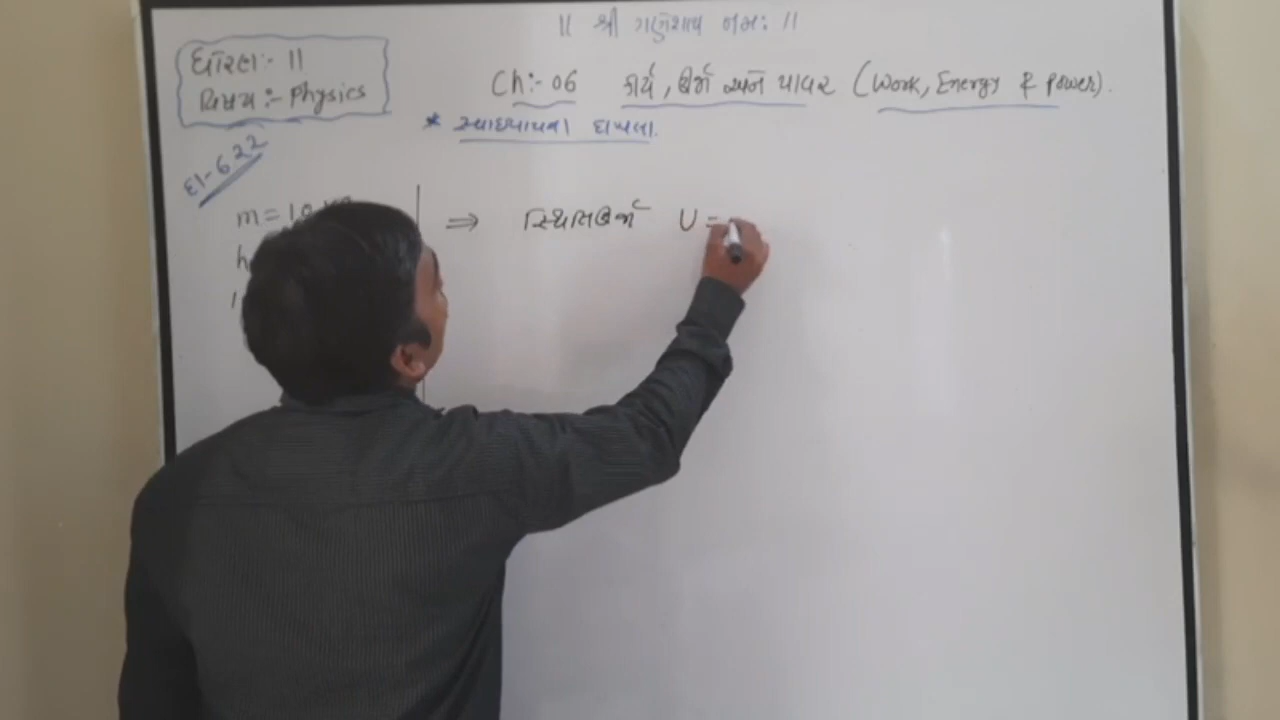 ॥ શ્રી ગણેશાય નમઃ ॥
ધોરણ:- 11
વિષય :- Physics
Ch:- 06 કાર્ય, ઊર્જા અને પાવર (Work, Energy & Power).
* સ્વાધ્યાયના દાખલા.
દા-6.22
m = 10
h
⇒ સ્થિતિઊર્જા U =